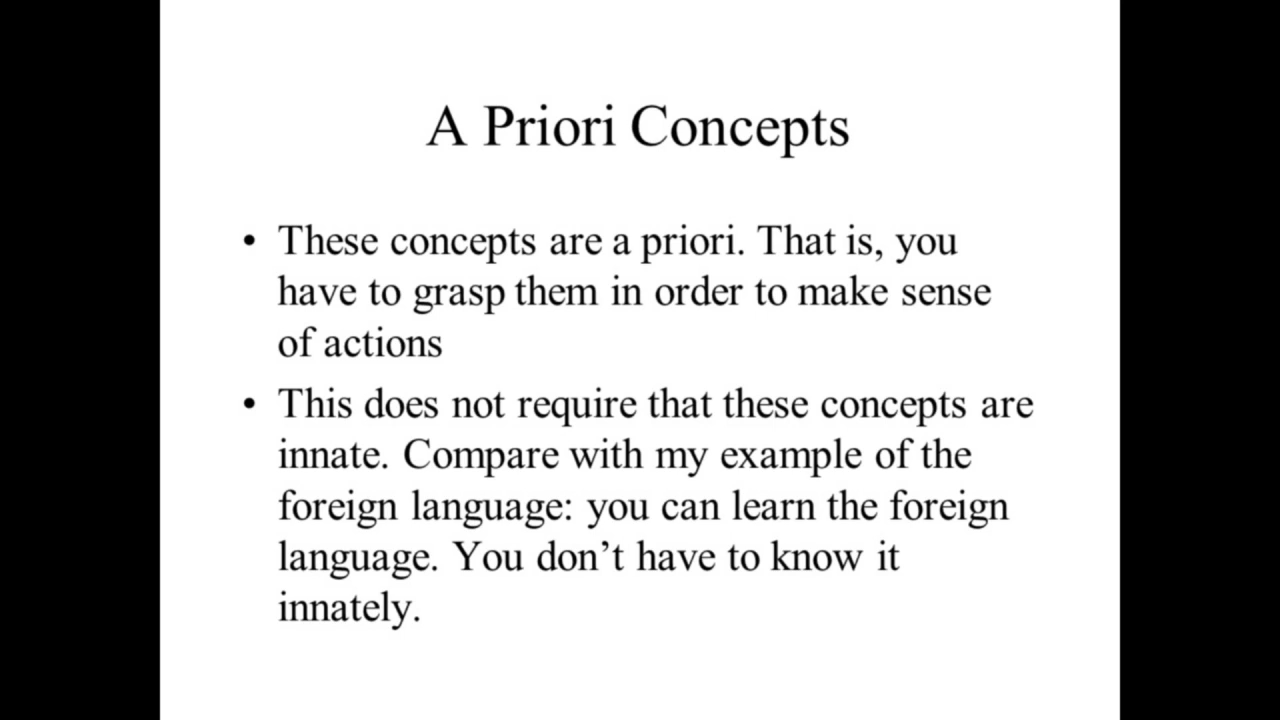 A Priori Concepts
• These concepts are a priori. That is, you
have to grasp them in order to make sense
of actions
• This does not require that these concepts are
innate. Compare with my example of the
foreign language: you can learn the foreign
language. You don’t have to know it
innately.